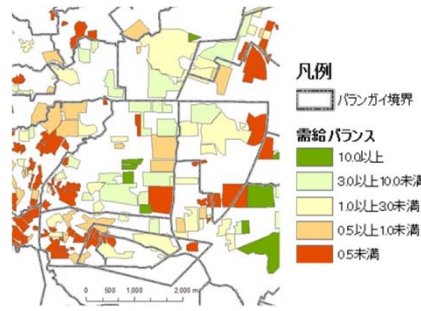 凡例
バランガイ境界
需給バランス
10.0以上
3.0以上10.0未満
1.0以上3.0未満
0.5以上1.0未満
0.5未満
0 500 1,000 2,000 m